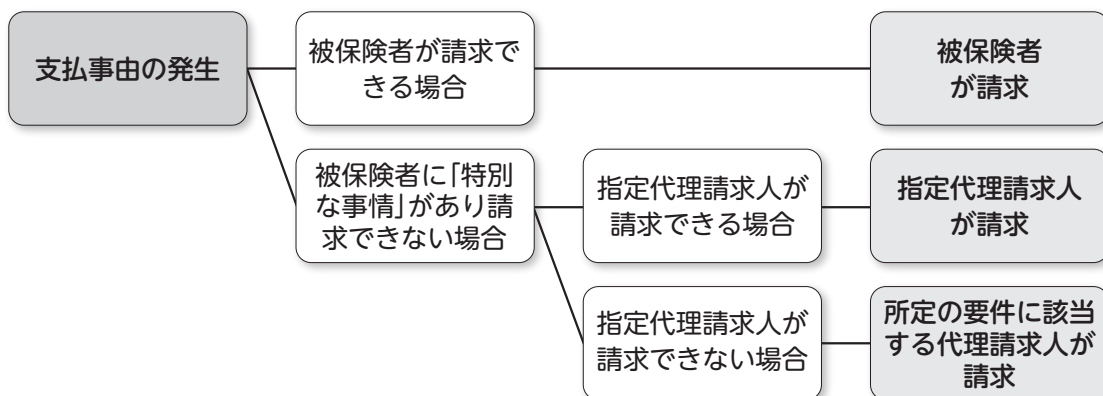 支払事由の発生
被保険者が請求で
きる場合
被保険者
が請求
被保険者に「特別
な事情」があり請
求できない場合
指定代理請求人が
請求できる場合
指定代理請求人
が請求
指定代理請求人が
請求できない場合
所定の要件に該当
する代理請求人が
請求